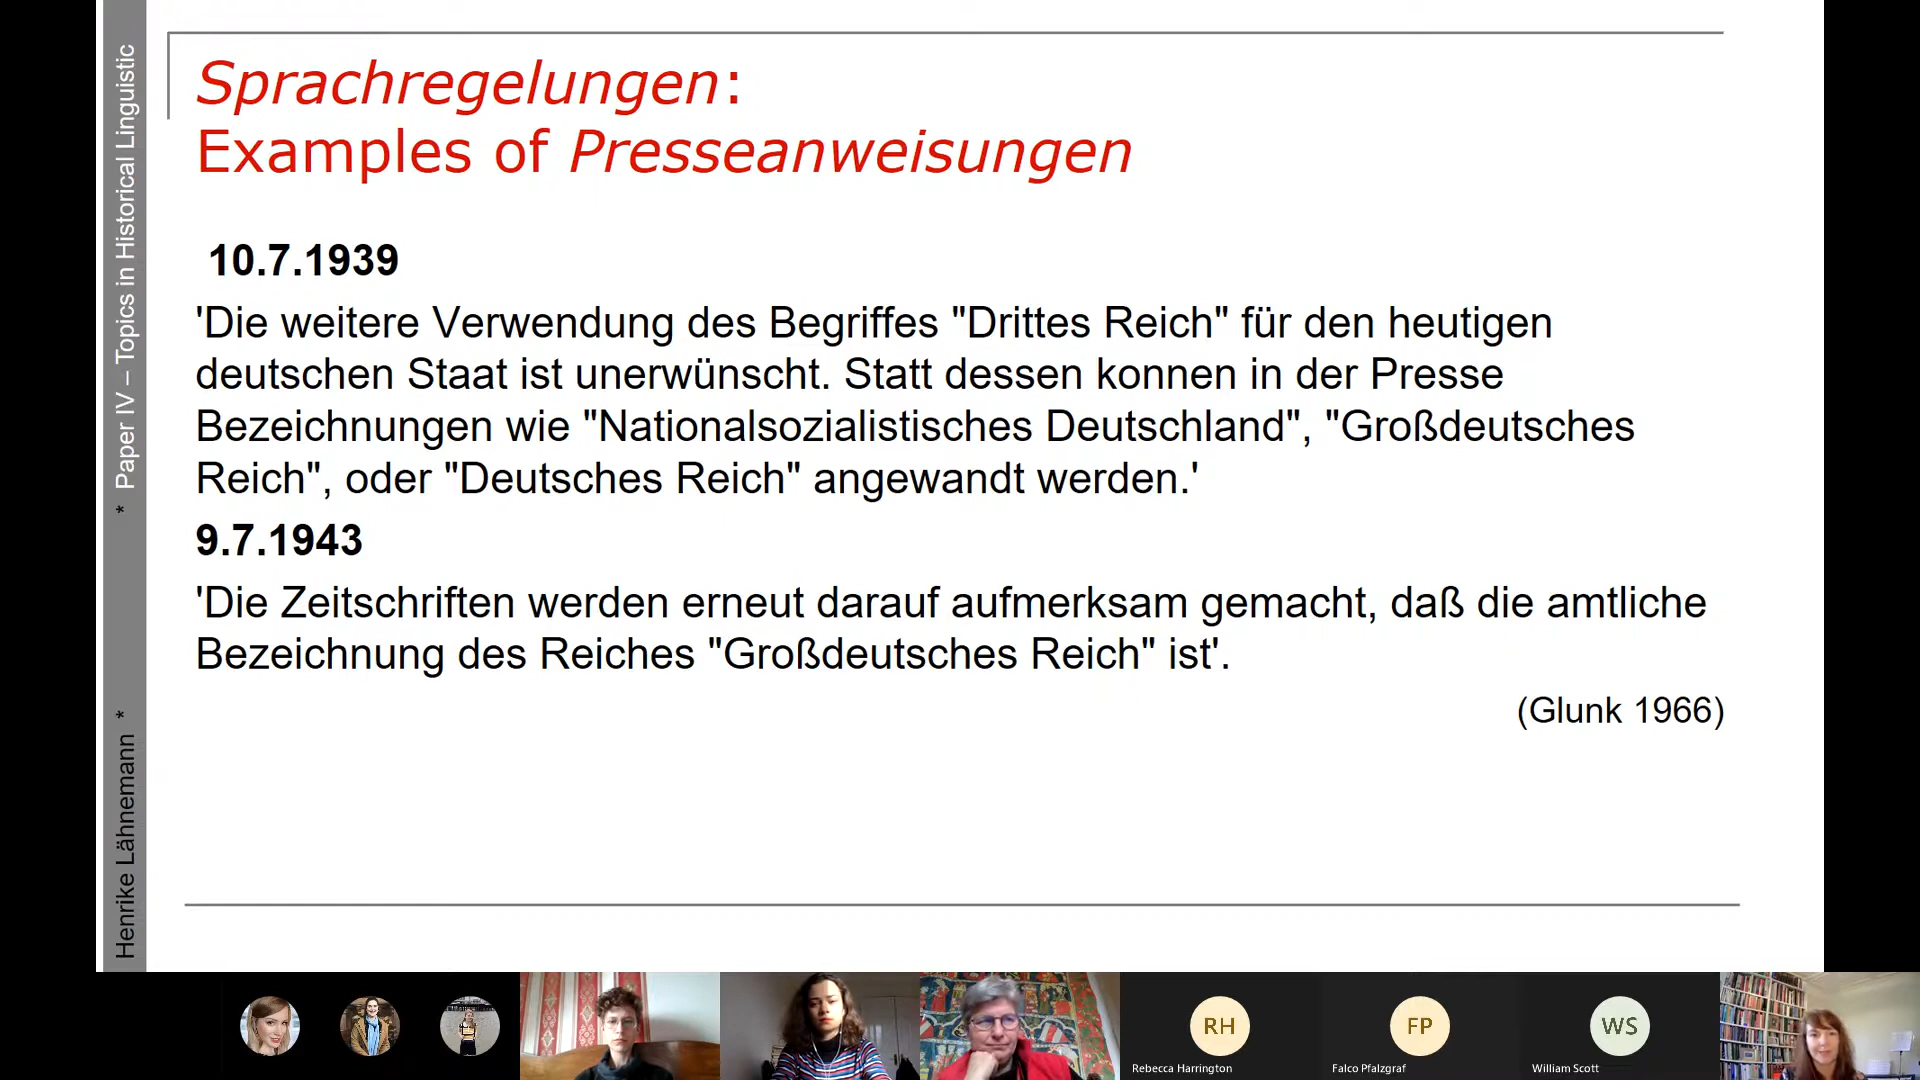 Sprachregelungen:
Examples of Presseanweisungen
10.7.1939
'Die weitere Verwendung des Begriffes "Drittes Reich" für den heutigen
deutschen Staat ist unerwünscht. Statt dessen konnen in der Presse
Bezeichnungen wie "Nationalsozialistisches Deutschland", "Großdeutsches
Reich", oder "Deutsches Reich" angewandt werden.'
9.7.1943
'Die Zeitschriften werden erneut darauf aufmerksam gemacht, daß die amtliche
Bezeichnung des Reiches "Großdeutsches Reich" ist'.
(Glunk 1966)
Henrike Lähnemann * * Paper IV – Topics in Historical Linguistic
RH
Rebecca Harrington
FP
Falco Pfalzgraf
WS
William Scott